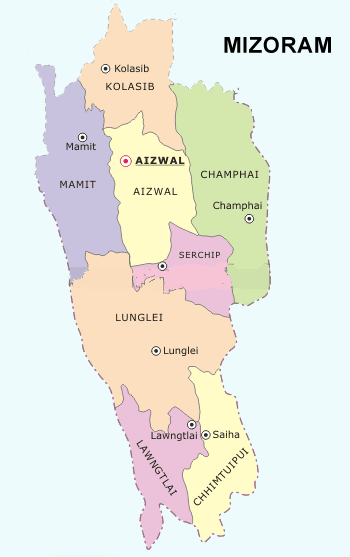 MIZORAM
Kolasib
KOLASIB
Mamit
AIZWAL
MAMIT
AIZWAL
CHAMPHAI
Champhai
SERCHIP
LUNGLEI
Lunglei
Lawngtlai
Saiha
LAWNGTLAI
CHHIMTUIPUI